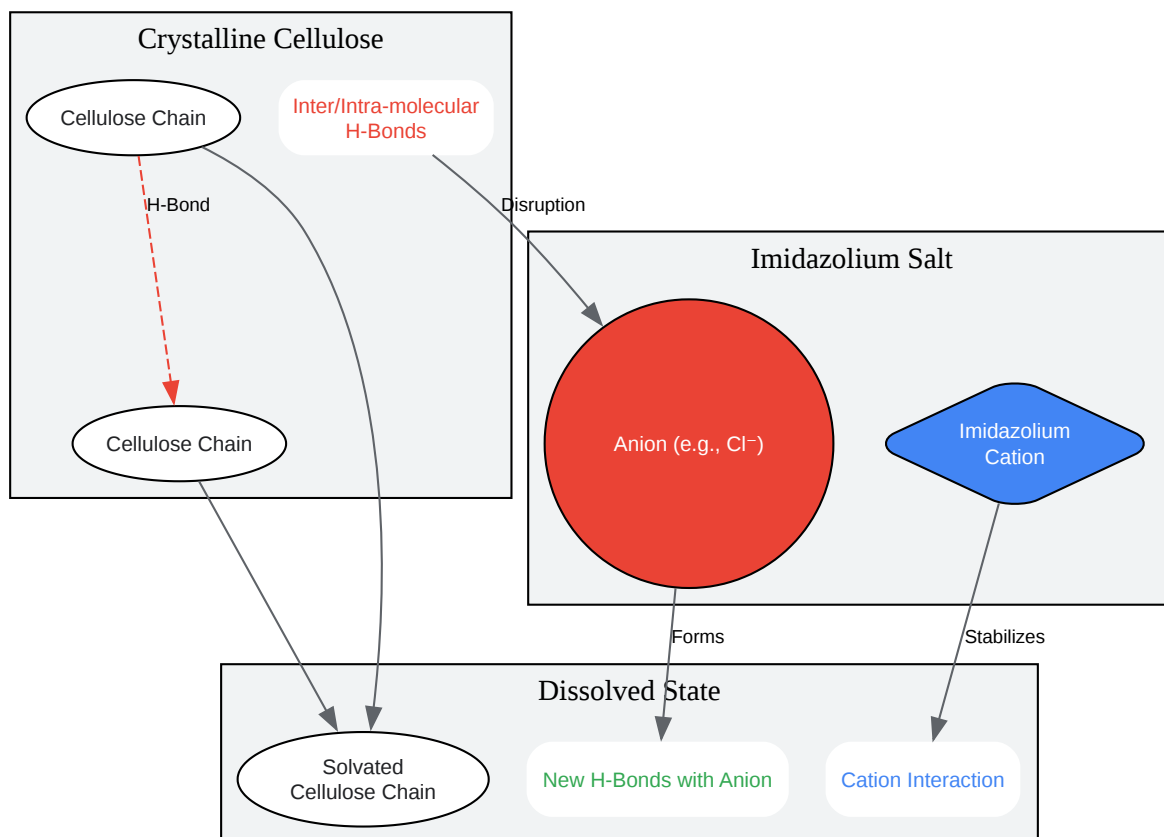 Crystalline Cellulose
Cellulose Chain
Inter/Intra-molecular
H-Bonds
H-Bond
Disruption
Imidazolium Salt
Cellulose Chain
Anion (e.g., Cl⁻)
Imidazolium
Cation
Forms
Stabilizes
Dissolved State
Solvated
Cellulose Chain
New H-Bonds with Anion
Cation Interaction